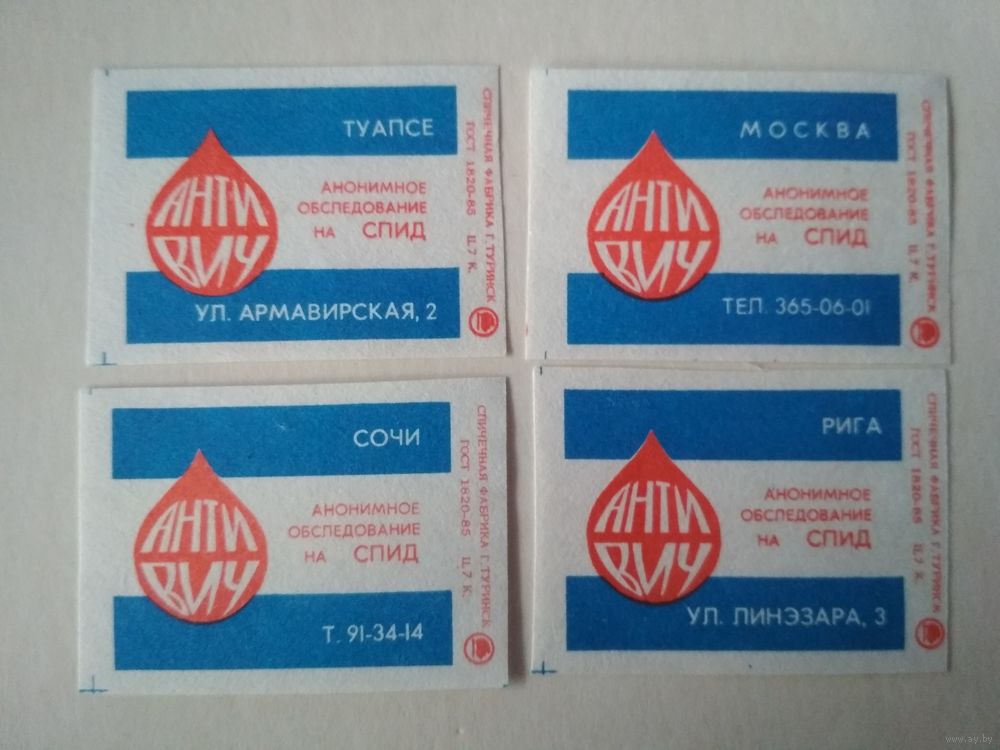 ТУАПСЕ
АНТИ
ВИЧ
АНОНИМНОЕ
ОБСЛЕДОВАНИЕ
НА СПИД
УЛ. АРМАВИРСКАЯ, 2
СПИЧЕЧНАЯ ФАБРИКА Г. ТУРИНСК
ГОСТ 1820-85 Ц. 7 К.
МОСКВА
АНТИ
ВИЧ
АНОНИМНОЕ
ОБСЛЕДОВАНИЕ
НА СПИД
ТЕЛ. 365-06-01
СПИЧЕЧНАЯ ФАБРИКА Г. ТУРИНСК
ГОСТ 1820-85 Ц. 7 К.
СОЧИ
АНТИ
ВИЧ
АНОНИМНОЕ
ОБСЛЕДОВАНИЕ
НА СПИД
Т. 91-34-14
СПИЧЕЧНАЯ ФАБРИКА Г. ТУРИНСК
ГОСТ 1820-85 Ц. 7 К.
РИГА
АНТИ
ВИЧ
АНОНИМНОЕ
ОБСЛЕДОВАНИЕ
НА СПИД
УЛ. ЛИНЭЗАРА, 3
СПИЧЕЧНАЯ ФАБРИКА Г. ТУРИНСК
ГОСТ 1820-85 Ц. 7 К.
www.ay.by